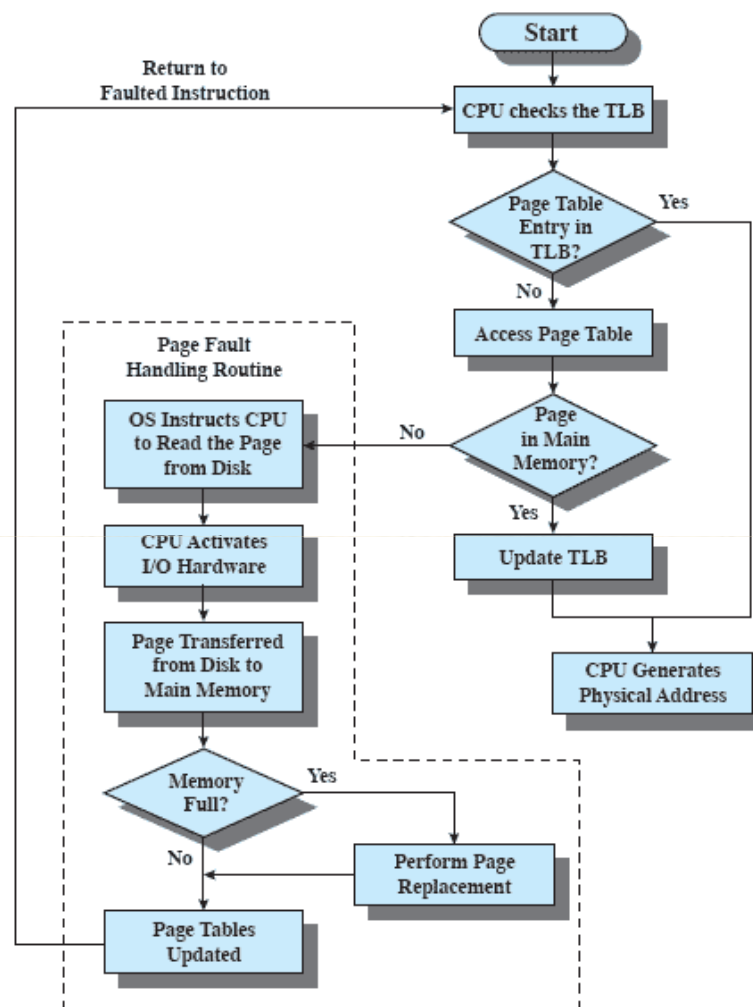 Start
Return to
Faulted Instruction
CPU checks the TLB
Page Table
Entry in
TLB?
Yes
No
Access Page Table
Page Fault
Handling Routine
OS Instructs CPU
to Read the Page
from Disk
No
Page
in Main
Memory?
Yes
CPU Activates
I/O Hardware
Update TLB
Page Transferred
from Disk to
Main Memory
CPU Generates
Physical Address
Memory
Full?
Yes
No
Perform Page
Replacement
Page Tables
Updated